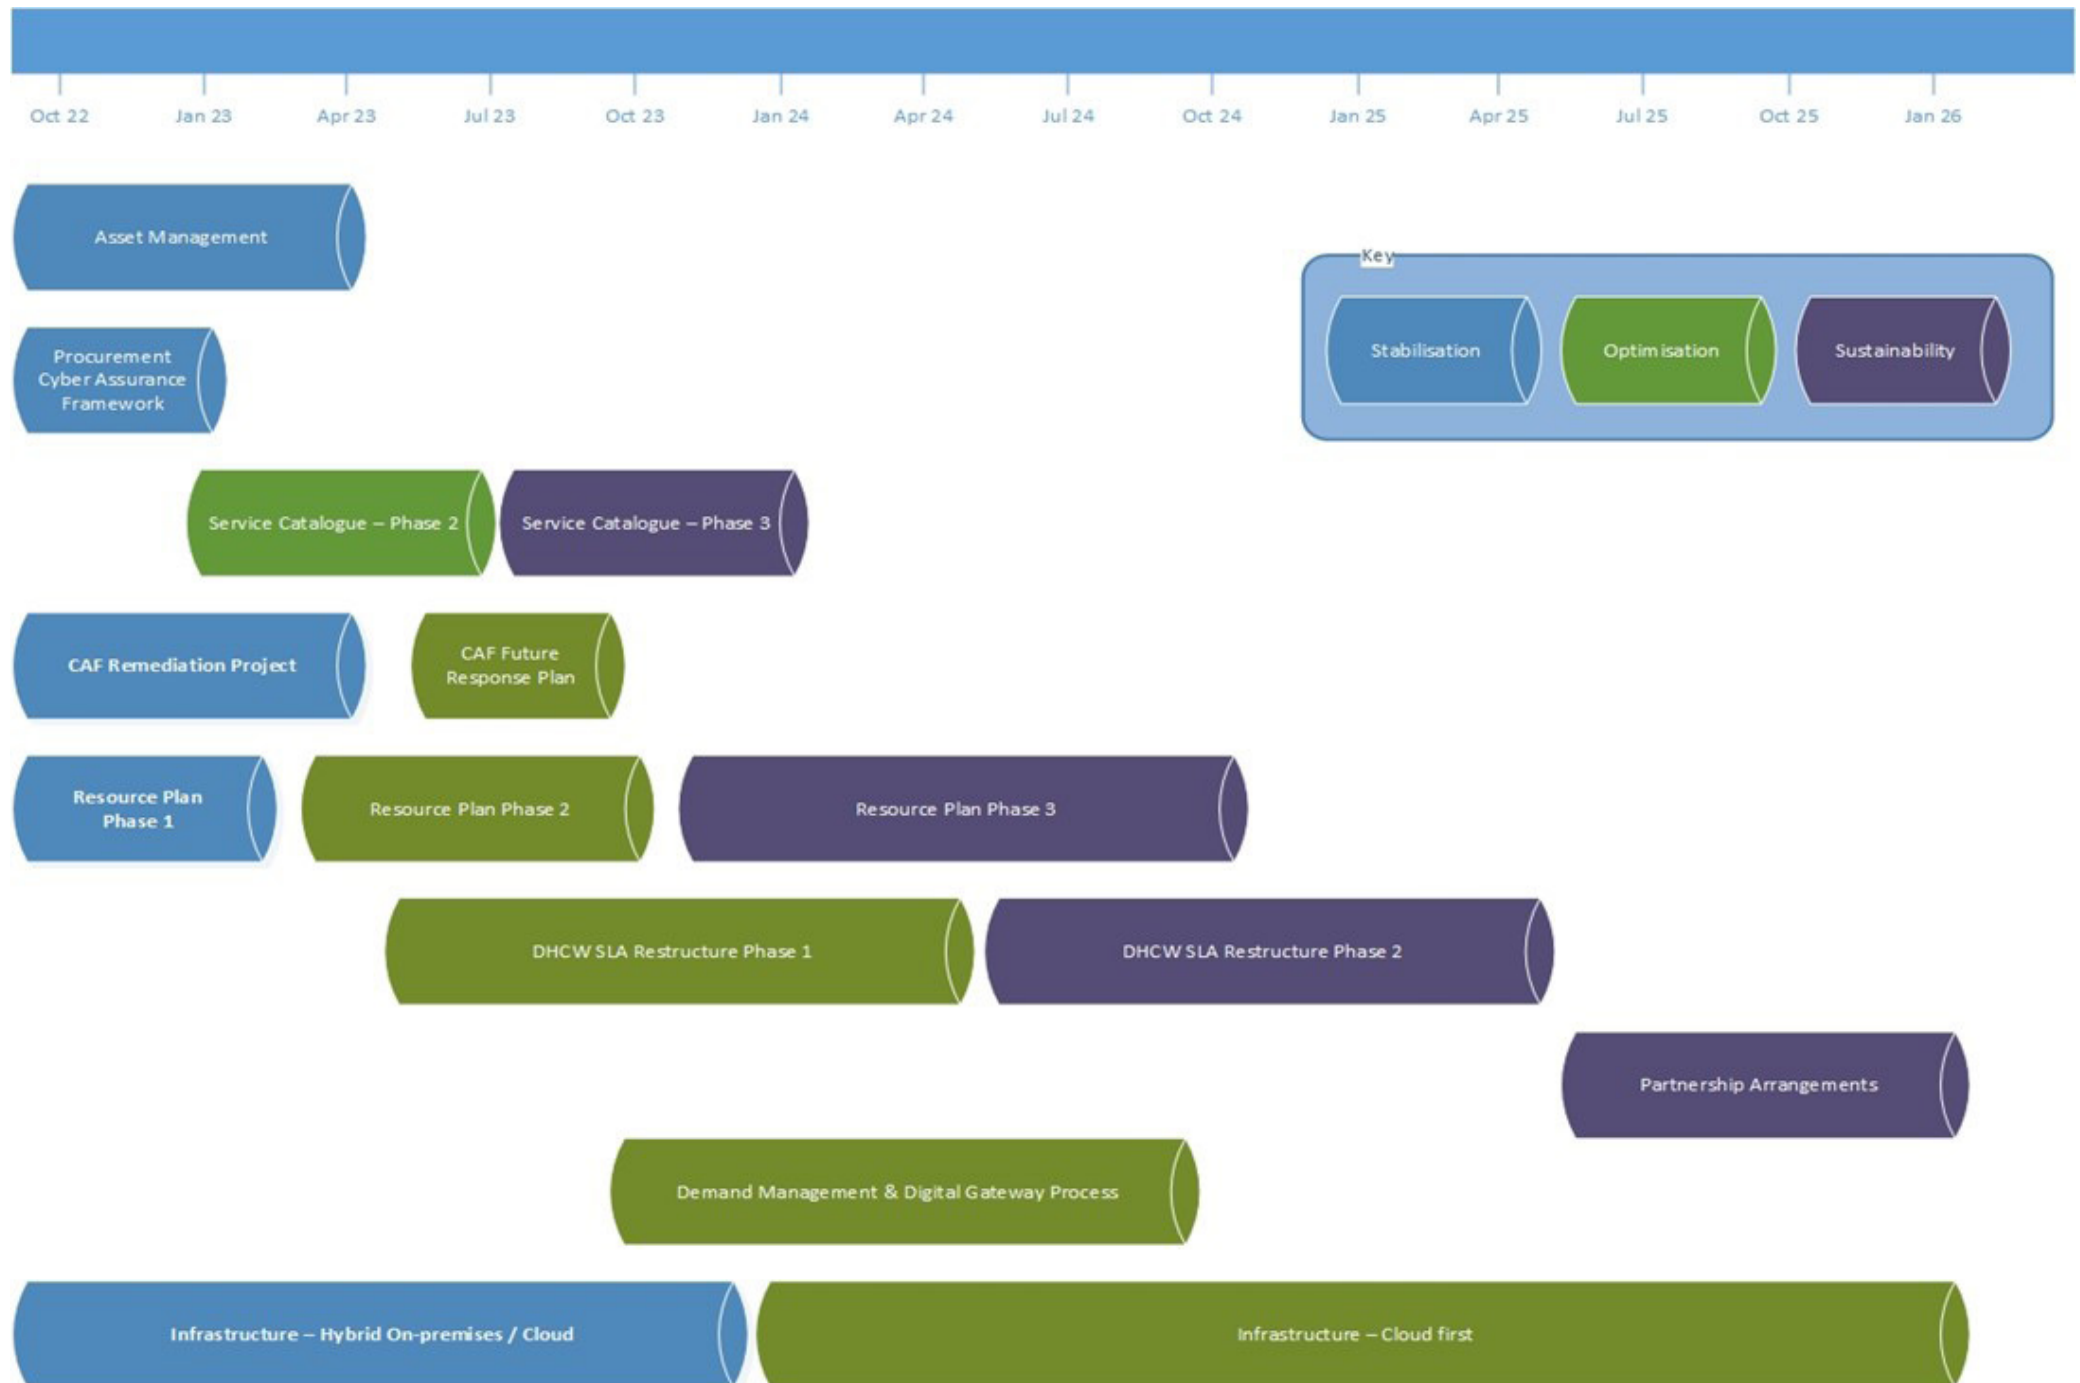 Oct 22 Jan 23 Apr 23 Jul 23 Oct 23 Jan 24 Apr 24 Jul 24 Oct 24 Jan 25 Apr 25 Jul 25 Oct 25 Jan 26
Asset Management
Key
Stabilisation Optimisation Sustainability
Procurement
Cyber Assurance
Framework
Service Catalogue – Phase 2 Service Catalogue – Phase 3
CAF Remediation Project
CAF Future
Response Plan
Resource Plan
Phase 1
Resource Plan Phase 2 Resource Plan Phase 3
DHCW SLA Restructure Phase 1 DHCW SLA Restructure Phase 2
Partnership Arrangements
Demand Management & Digital Gateway Process
Infrastructure – Hybrid On-premises / Cloud Infrastructure – Cloud first